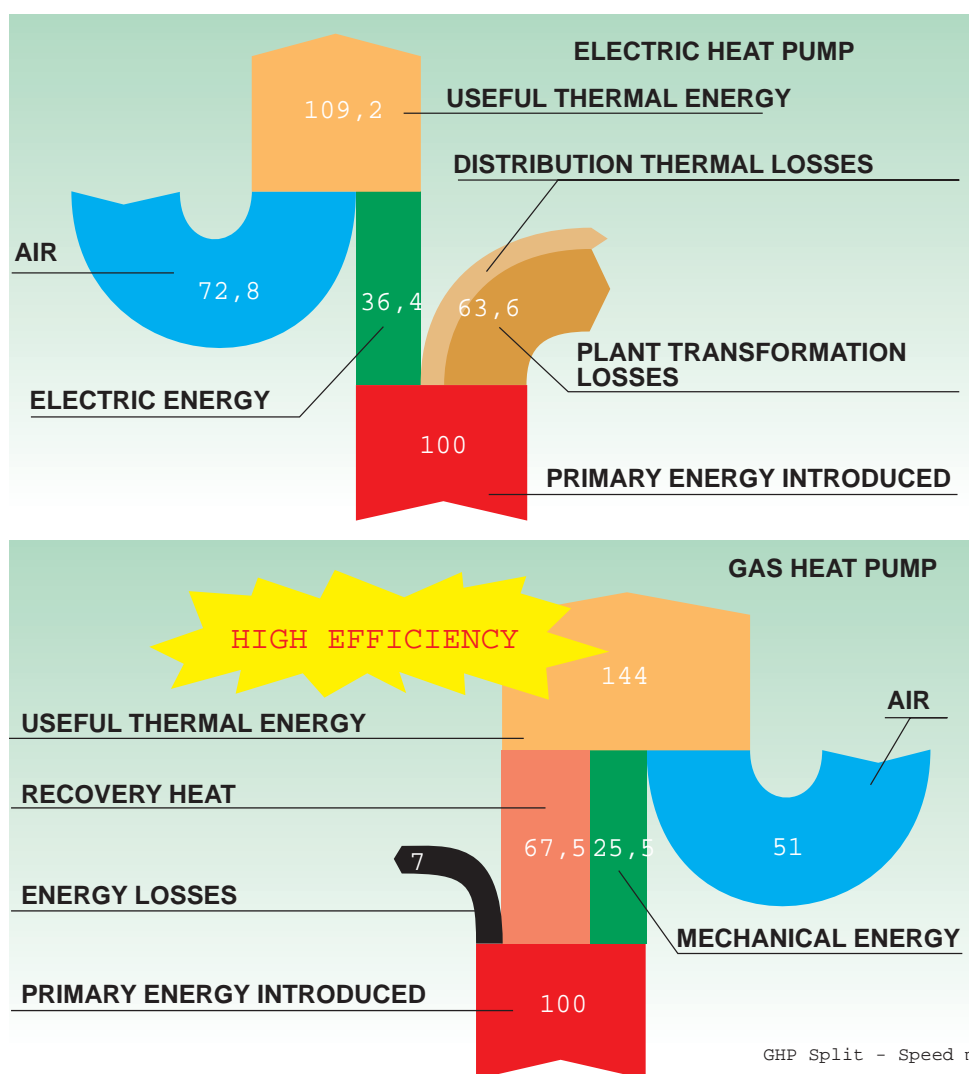 ELECTRIC HEAT PUMP
USEFUL THERMAL ENERGY
109,2
DISTRIBUTION THERMAL LOSSES
AIR
72,8
36,4
63,6
PLANT TRANSFORMATION
LOSSES
ELECTRIC ENERGY
100
PRIMARY ENERGY INTRODUCED
GAS HEAT PUMP
HIGH EFFICIENCY
144
AIR
USEFUL THERMAL ENERGY
RECOVERY HEAT
67,5
25,5
51
7
ENERGY LOSSES
MECHANICAL ENERGY
PRIMARY ENERGY INTRODUCED
100
GHP Split - Speed